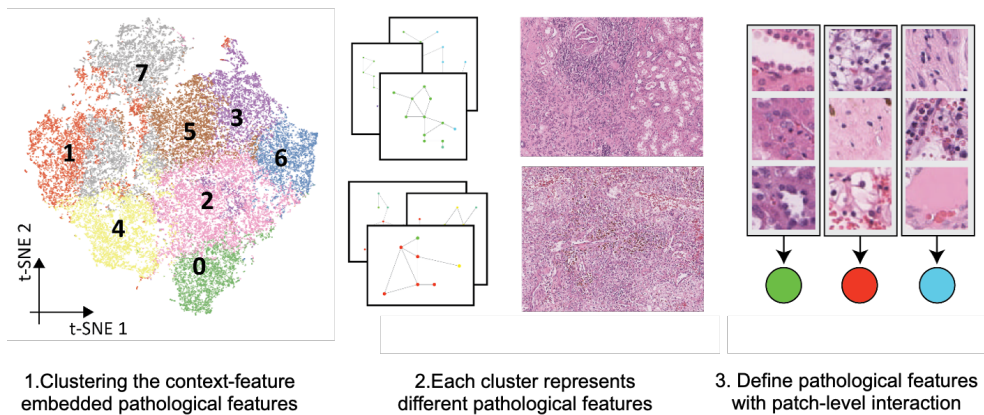 7
3
5
1
6
2
4
0
t-SNE 2
t-SNE 1
1.Clustering the context-feature
embedded pathological features
2.Each cluster represents
different pathological features
3. Define pathological features
with patch-level interaction